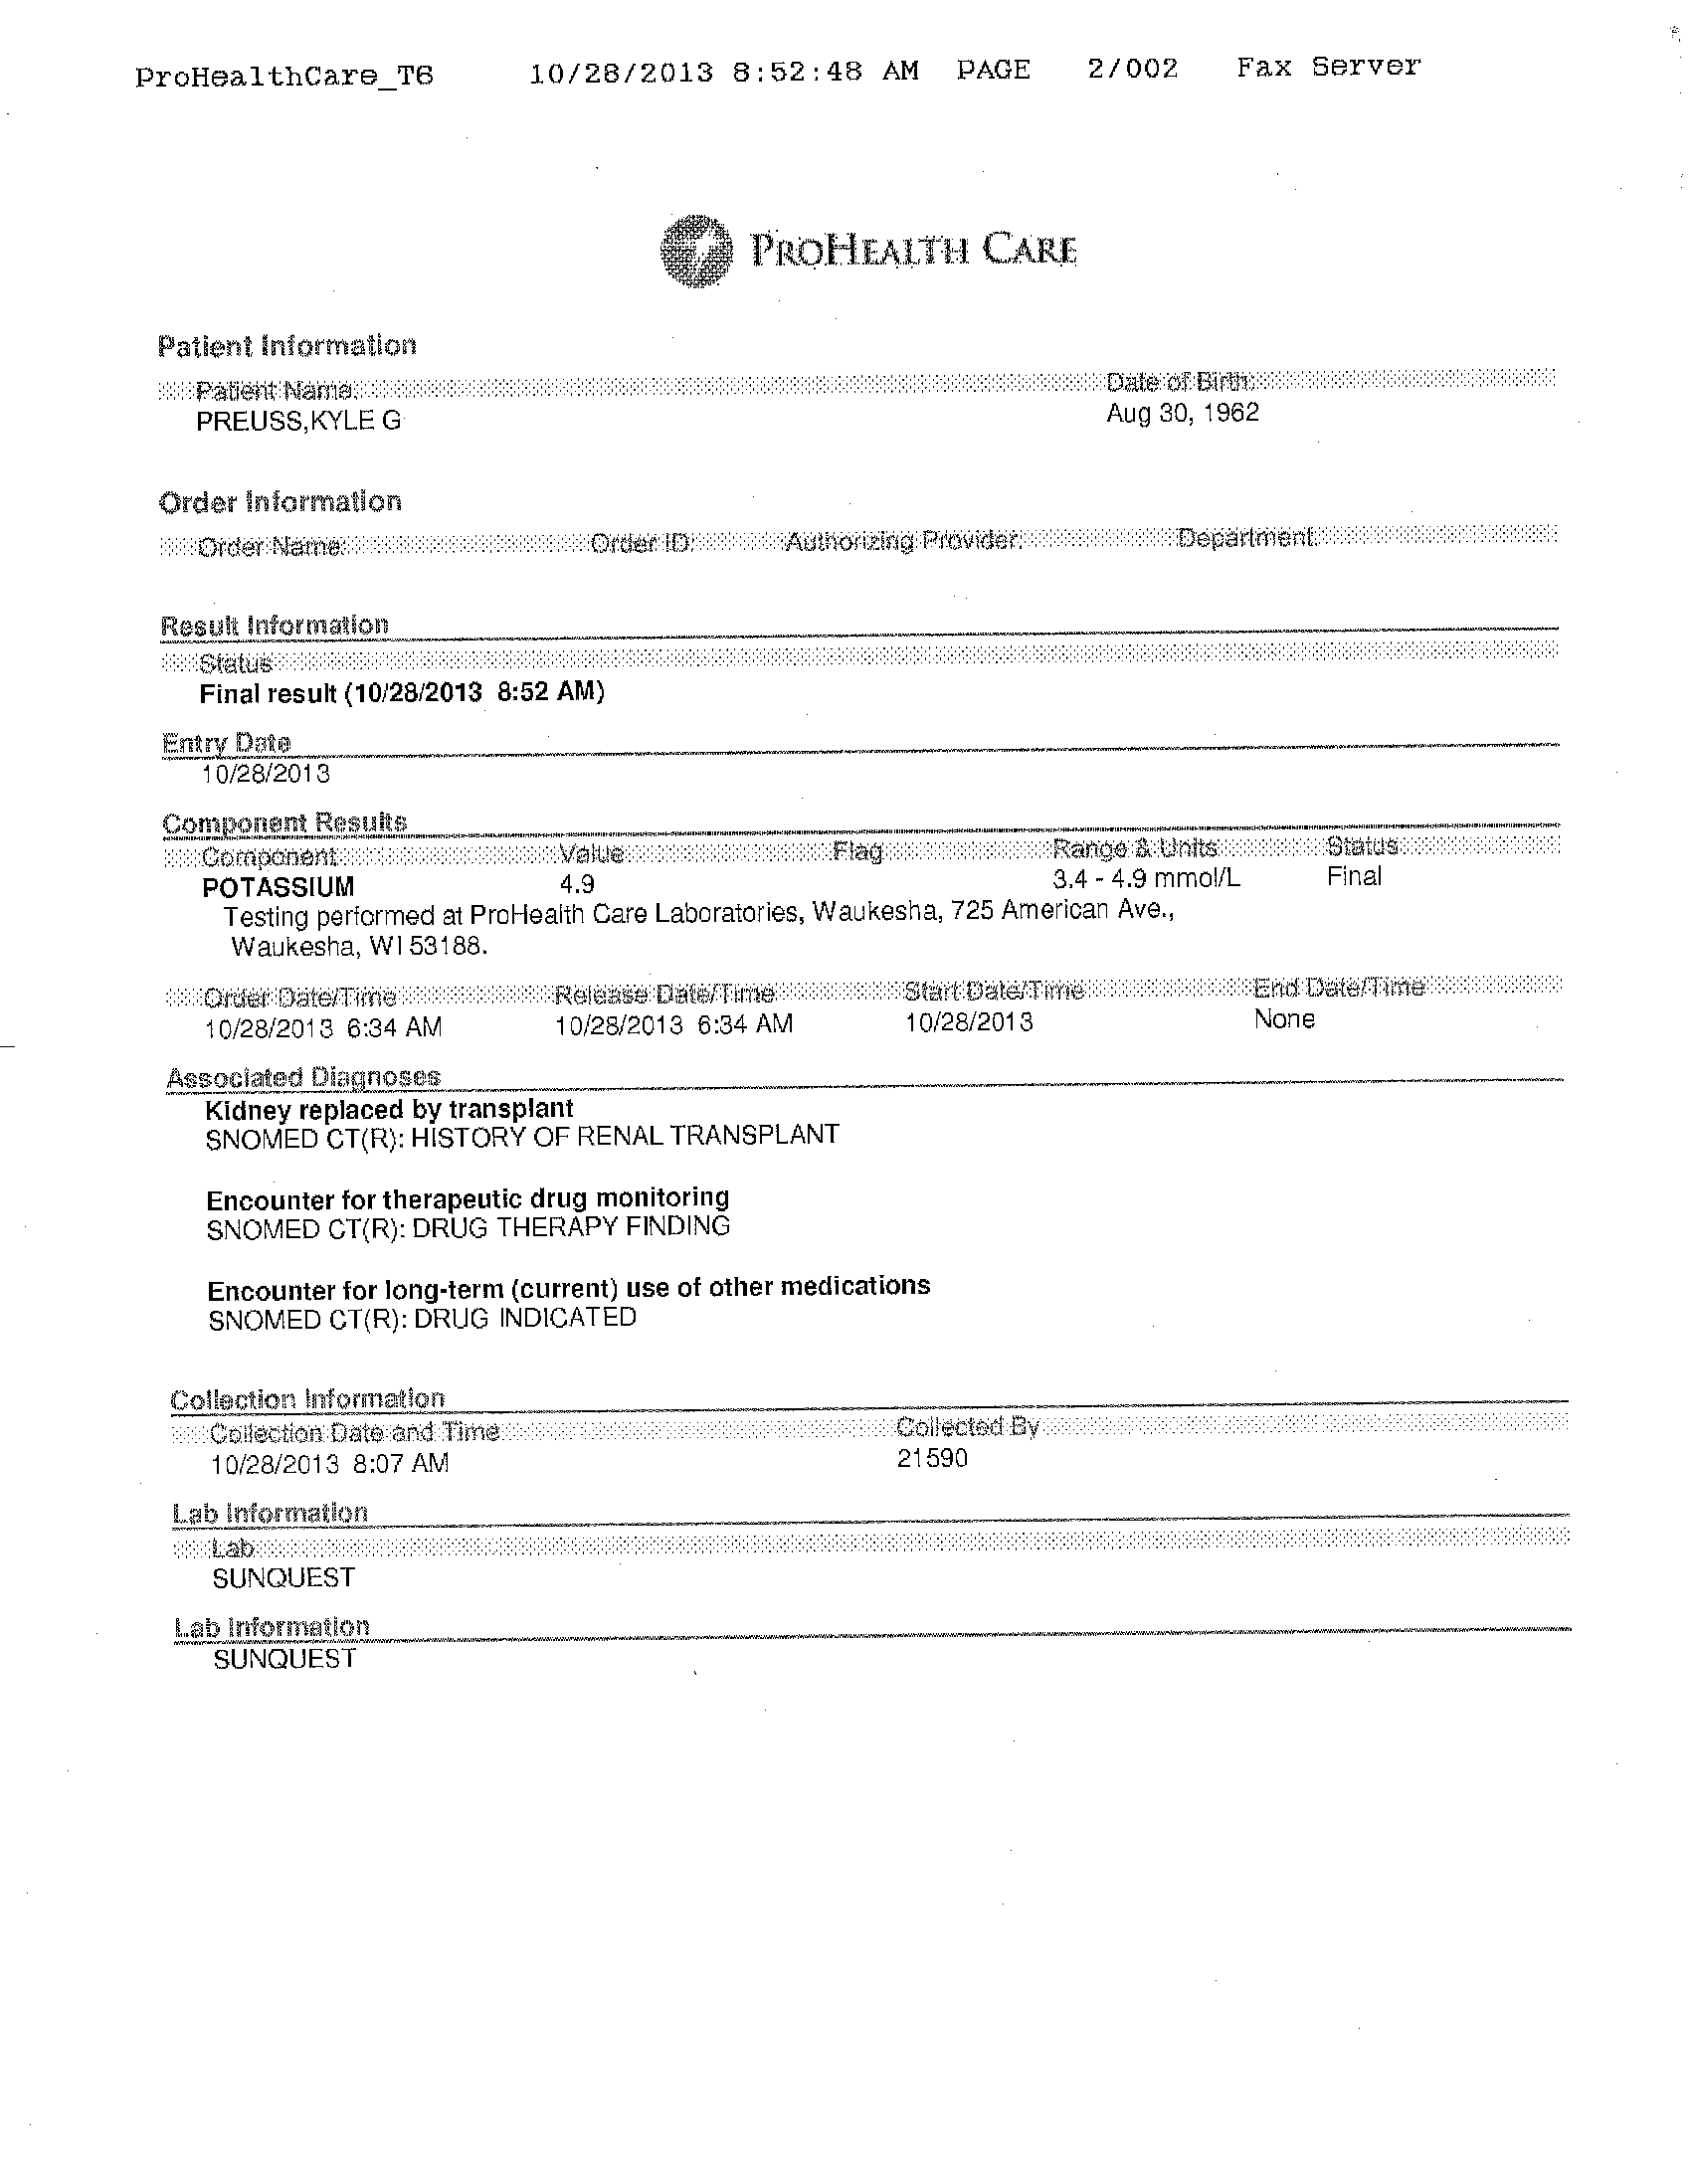 ProHealthCare_T6 10/28/2013 8:52:48 AM PAGE 2/002 Fax Server
PROHEALTH CARE
Patient Information
Patient Name: Date of Birth:
PREUSS,KYLE G Aug 30, 1962
Order Information
Order Name: Order ID: Authorizing Provider: Department:
Result Information
Status
Final result (10/28/2013 8:52 AM)
Entry Date
10/28/2013
Component Results
Component Value Flag Range & Units Status
POTASSIUM 4.9 3.4 - 4.9 mmol/L Final
Testing performed at ProHealth Care Laboratories, Waukesha, 725 American Ave.,
Waukesha, WI 53188.
Order Date/Time Release Date/Time Start Date/Time End Date/Time
10/28/2013 6:34 AM 10/28/2013 6:34 AM 10/28/2013 None
Associated Diagnoses
Kidney replaced by transplant
SNOMED CT(R): HISTORY OF RENAL TRANSPLANT
Encounter for therapeutic drug monitoring
SNOMED CT(R): DRUG THERAPY FINDING
Encounter for long-term (current) use of other medications
SNOMED CT(R): DRUG INDICATED
Collection Information
Collection Date and Time Collected By
10/28/2013 8:07 AM 21590
Lab Information
Lab
SUNQUEST
Lab Information
SUNQUEST